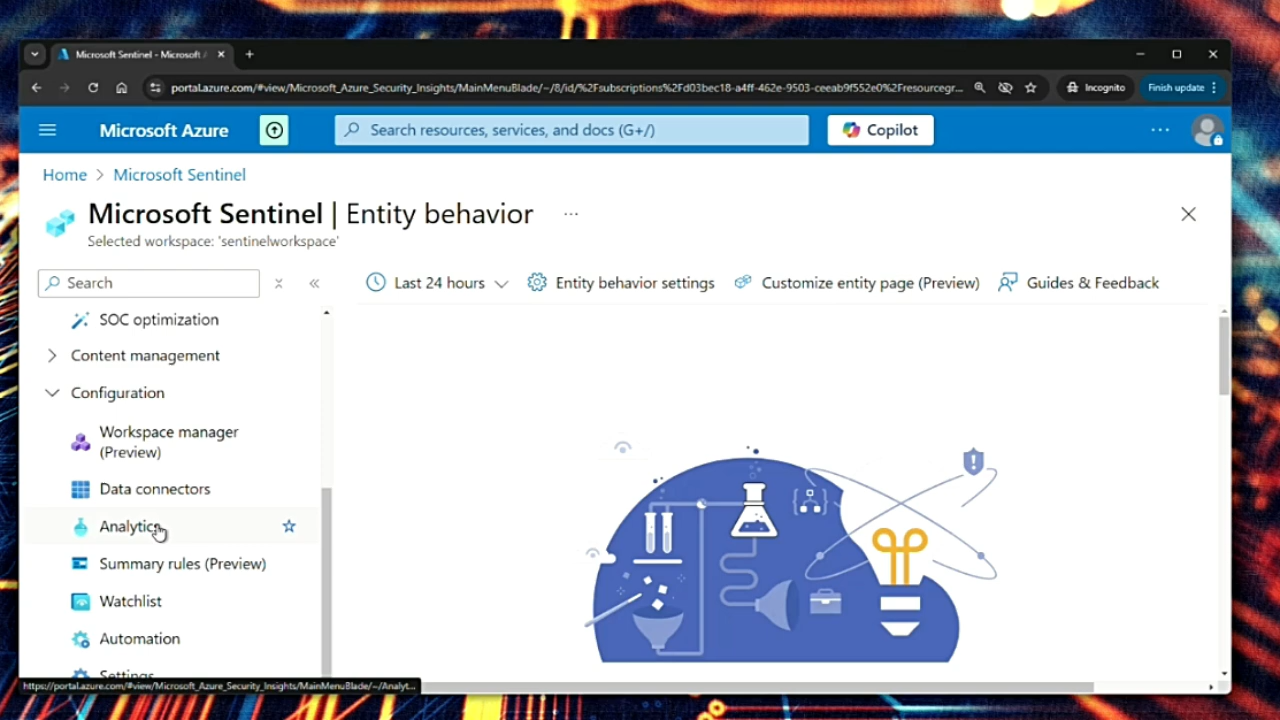 Microsoft Sentinel - Microsoft A
portal.azure.com/#view/Microsoft_Azure_Security_Insights/MainMenuBlade/~/8/id/%2Fsubscriptions%2Fd03bec18-a4ff-462e-9503-ceeab9f552e0%2Fresourcegr...
Incognito
Finish update
Microsoft Azure
Search resources, services, and docs (G+/)
Copilot
Home > Microsoft Sentinel
Microsoft Sentinel | Entity behavior
Selected workspace: 'sentinelworkspace'
Search
Last 24 hours
Entity behavior settings
Customize entity page (Preview)
Guides & Feedback
SOC optimization
Content management
Configuration
Workspace manager
(Preview)
Data connectors
Analytics
Summary rules (Preview)
Watchlist
Automation
Settings
https://portal.azure.com/#view/Microsoft_Azure_Security_Insights/MainMenuBlade/~/Analyt...